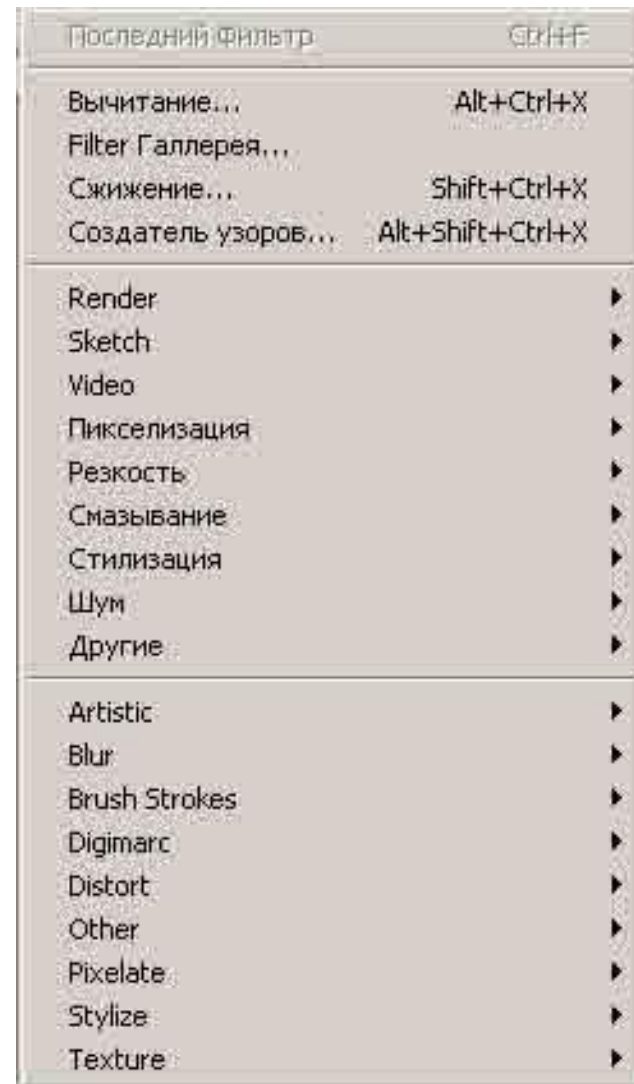 Последний Фильтр Ctrl+F
Вычитание... Alt+Ctrl+X
Filter Галлерея...
Сжижение... Shift+Ctrl+X
Создатель узоров... Alt+Shift+Ctrl+X
Render
Sketch
Video
Пикселизация
Резкость
Смазывание
Стилизация
Шум
Другие
Artistic
Blur
Brush Strokes
Digimarc
Distort
Other
Pixelate
Stylize
Texture